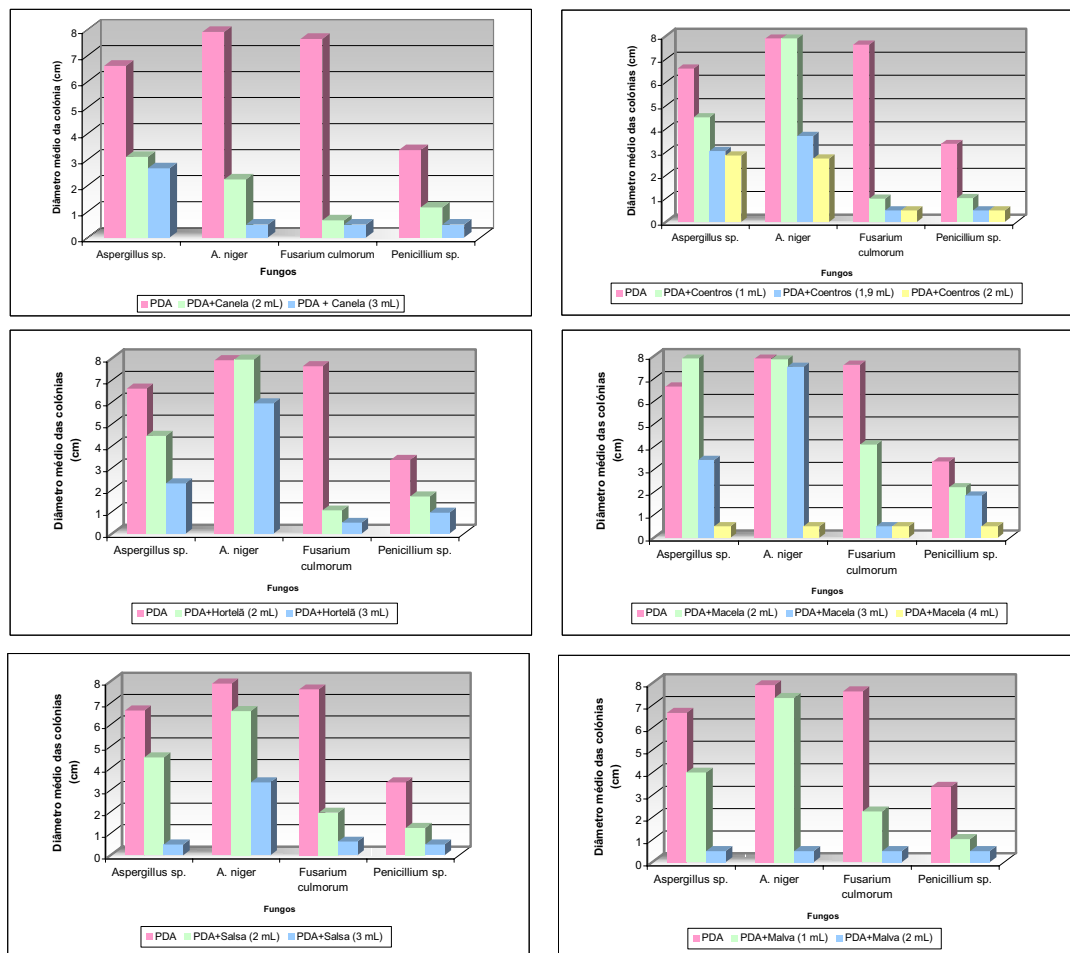 Diâmetro médio da colónia (cm)
8
7
6
5
4
3
2
1
0
Aspergillus sp. A. niger Fusarium culmorum Penicillium sp.
Fungos
PDA PDA+Canela (2 mL) PDA + Canela (3 mL)
Diâmetro médio das colónias (cm)
8
7
6
5
4
3
2
1
0
Aspergillus sp. A. niger Fusarium culmorum Penicillium sp.
Fungos
PDA PDA+Coentros (1 mL) PDA+Coentros (1,9 mL) PDA+Coentros (2 mL)
Diâmetro médio das colónias
(cm)
8
7
6
5
4
3
2
1
0
Aspergillus sp. A. niger Fusarium culmorum Penicillium sp.
Fungos
PDA PDA+Hortelã (2 mL) PDA+Hortelã (3 mL)
Diâmetro médio das colónias
(cm)
8
7
6
5
4
3
2
1
0
Aspergillus sp. A. niger Fusarium culmorum Penicillium sp.
Fungos
PDA PDA+Macela (2 mL) PDA+Macela (3 mL) PDA+Macela (4 mL)
Diâmetro médio das colónias
(cm)
8
7
6
5
4
3
2
1
0
Aspergillus sp. A. niger Fusarium culmorum Penicillium sp.
Fungos
PDA PDA+Salsa (2 mL) PDA+Salsa (3 mL)
Diâmetro médio das colónias
(cm)
8
7
6
5
4
3
2
1
0
Aspergillus sp. A. niger Fusarium culmorum Penicillium sp.
Fungos
PDA PDA+Malva (1 mL) PDA+Malva (2 mL)